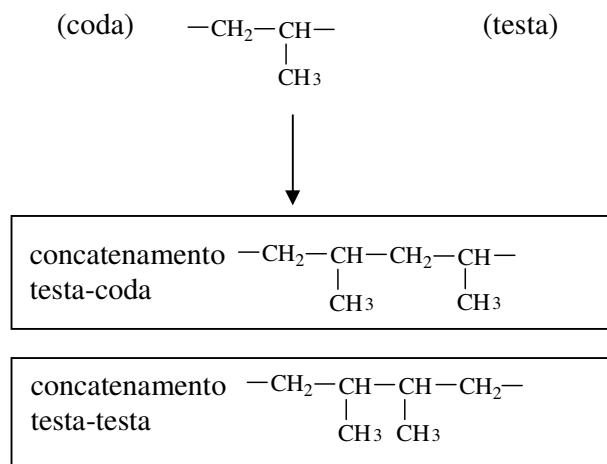 (coda) —CH₂—CH— (testa)
CH3
concatenamento —CH₂—CH—CH₂—CH—
testa-coda CH3 CH3
concatenamento —CH₂—CH—CH—CH₂—
testa-testa CH3 CH3